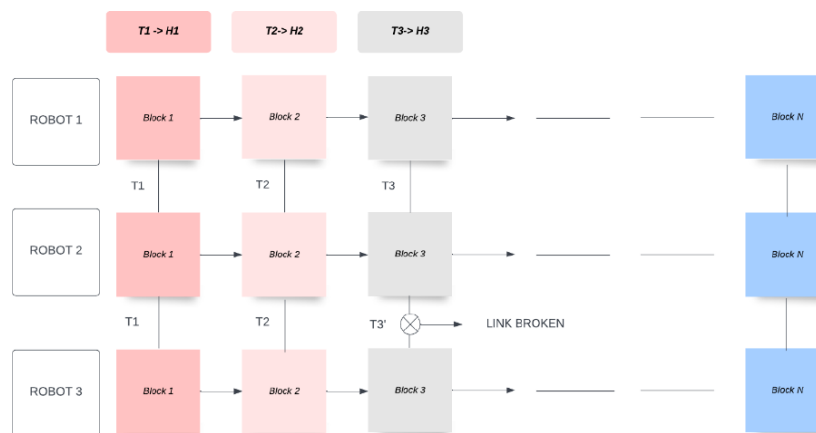 T1 -> H1
T2-> H2
T3-> H3
ROBOT 1
Block 1
Block 2
Block 3
Block N
T1
T2
T3
ROBOT 2
Block 1
Block 2
Block 3
Block N
T1
T2
T3'
LINK BROKEN
ROBOT 3
Block 1
Block 2
Block 3
Block N